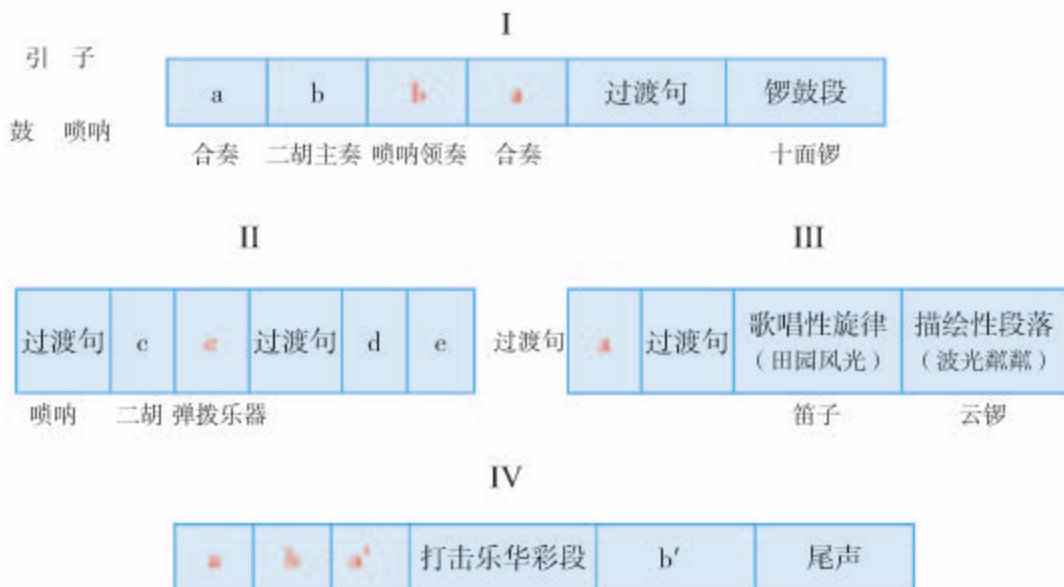 I
引 子
a b b a 过渡句 锣鼓段
鼓 唢呐
合奏 二胡主奏 唢呐领奏 合奏 十面锣
II III
过渡句 c 过渡句 d e 过渡句 a 过渡句 歌唱性旋律 描绘性段落
（田园风光） （波光粼粼）
唢呐 二胡 弹拨乐器 笛子 云锣
IV
a b a' 打击乐华彩段 b' 尾声